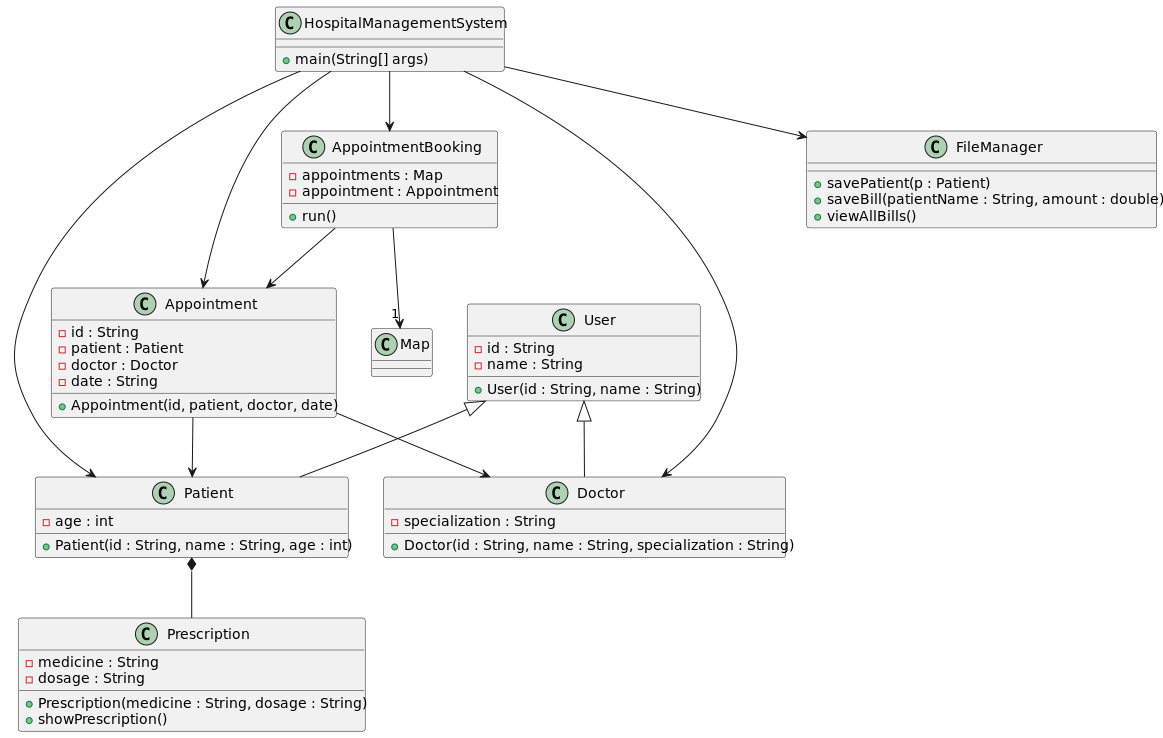 C HospitalManagementSystem
main(String[] args)
C AppointmentBooking
appointments : Map
appointment : Appointment
run()
C FileManager
savePatient(p : Patient)
saveBill(patientName : String, amount : double)
viewAllBills()
C Appointment
id : String
patient : Patient
doctor : Doctor
date : String
Appointment(id, patient, doctor, date)
1
C Map
C User
id : String
name : String
User(id : String, name : String)
C Patient
age : int
Patient(id : String, name : String, age : int)
C Doctor
specialization : String
Doctor(id : String, name : String, specialization : String)
C Prescription
medicine : String
dosage : String
Prescription(medicine : String, dosage : String)
showPrescription()